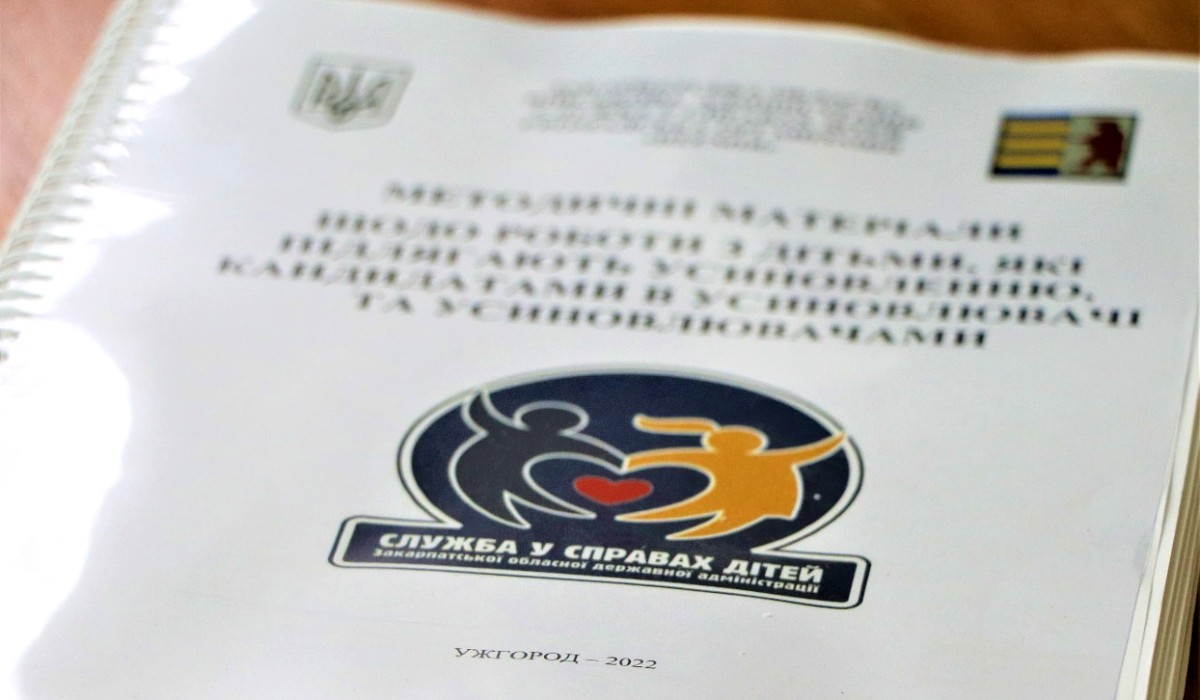 МЕТОДИЧНІ МАТЕРІАЛИ
ЩОДО РОБОТИ З ДІТЬМИ, ЯКІ
ПІДЛЯГАЮТЬ УСИНОВЛЕННЮ,
КАНДИДАТАМИ В УСИНОВЛЮВАЧІ
ТА УСИНОВЛЮВАЧАМИ
СЛУЖБА У СПРАВАХ ДІТЕЙ
Закарпатської обласної державної адміністрації
УЖГОРОД – 2022